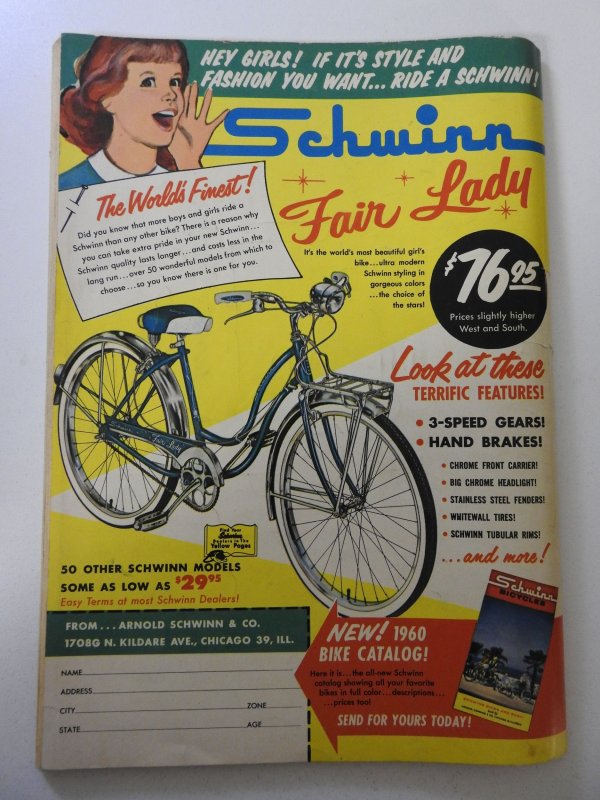 HEY GIRLS! IF IT'S STYLE AND
FASHION YOU WANT... RIDE A SCHWINN!
Schwinn
Fair Lady
The World's Finest!
Did you know that more boys and girls ride a
Schwinn than any other bike? There is a reason why
you can take extra pride in your new Schwinn...
Schwinn quality lasts longer...and costs less in the
long run...over 50 wonderful models from which to
choose...so you know there is one for you.
It's the world's most beautiful girl's
bike...ultra modern
Schwinn styling in
gorgeous colors
...the choice of
the stars!
$76.95
Prices slightly higher
West and South.
Look at these
TERRIFIC FEATURES!
• 3-SPEED GEARS!
• HAND BRAKES!
• CHROME FRONT CARRIER!
• BIG CHROME HEADLIGHT!
• STAINLESS STEEL FENDERS!
• WHITEWALL TIRES!
• SCHWINN TUBULAR RIMS!
...and more!
Schwinn
Fair Lady
Find Your
Schwinn
Dealers in The
Yellow Pages
50 OTHER SCHWINN MODELS
SOME AS LOW AS $29.95
Easy Terms at most Schwinn Dealers!
FROM...ARNOLD SCHWINN & CO.
1708G N. KILDARE AVE., CHICAGO 39, ILL.
NAME
ADDRESS
CITY ZONE
STATE AGE
NEW! 1960
BIKE CATALOG!
Here it is...the all-new Schwinn
catalog showing all your favorite
bikes in full color...descriptions...
...prices too!
SEND FOR YOURS TODAY!
Schwinn
BICYCLES